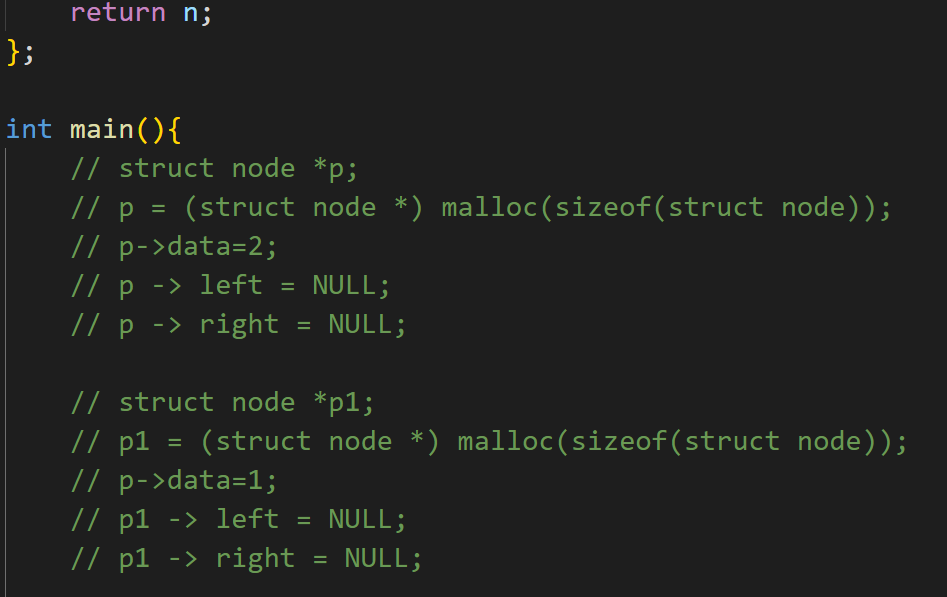 return n;
};
int main(){
// struct node *p;
// p = (struct node *) malloc(sizeof(struct node));
// p->data=2;
// p -> left = NULL;
// p -> right = NULL;
// struct node *p1;
// p1 = (struct node *) malloc(sizeof(struct node));
// p->data=1;
// p1 -> left = NULL;
// p1 -> right = NULL;